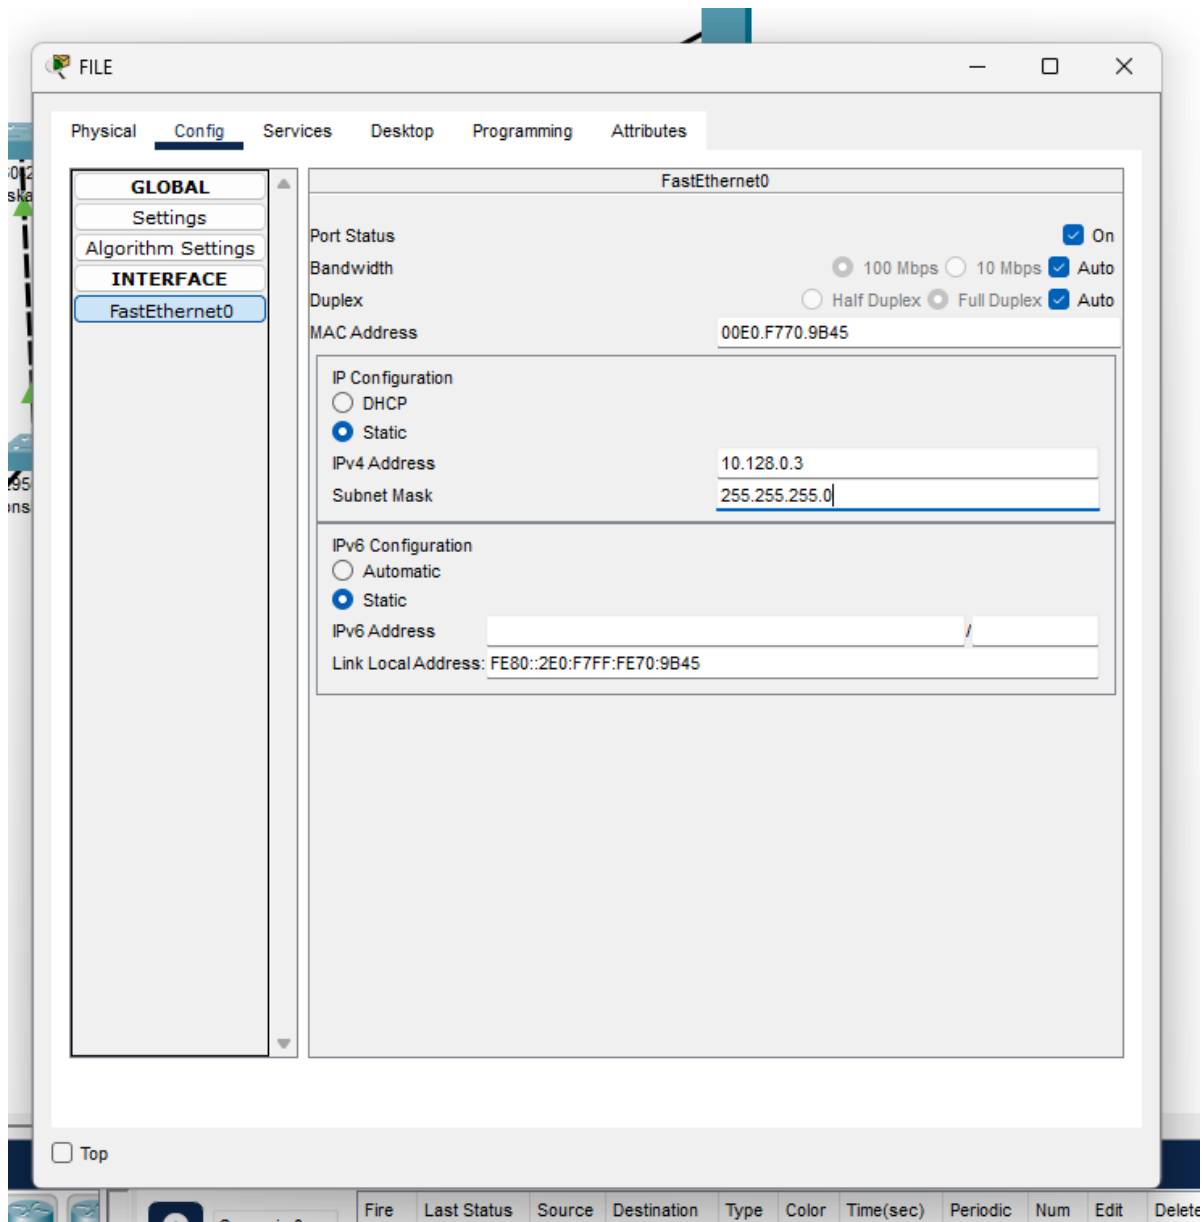 FILE
Physical Config Services Desktop Programming Attributes
GLOBAL
Settings
Algorithm Settings
INTERFACE
FastEthernet0
FastEthernet0
Port Status On
Bandwidth 100 Mbps 10 Mbps Auto
Duplex Half Duplex Full Duplex Auto
MAC Address 00E0.F770.9B45
IP Configuration
DHCP
Static
IPv4 Address 10.128.0.3
Subnet Mask 255.255.255.0
IPv6 Configuration
Automatic
Static
IPv6 Address /
Link Local Address: FE80::2E0:F7FF:FE70:9B45
Top
Fire Last Status Source Destination Type Color Time(sec) Periodic Num Edit Delete